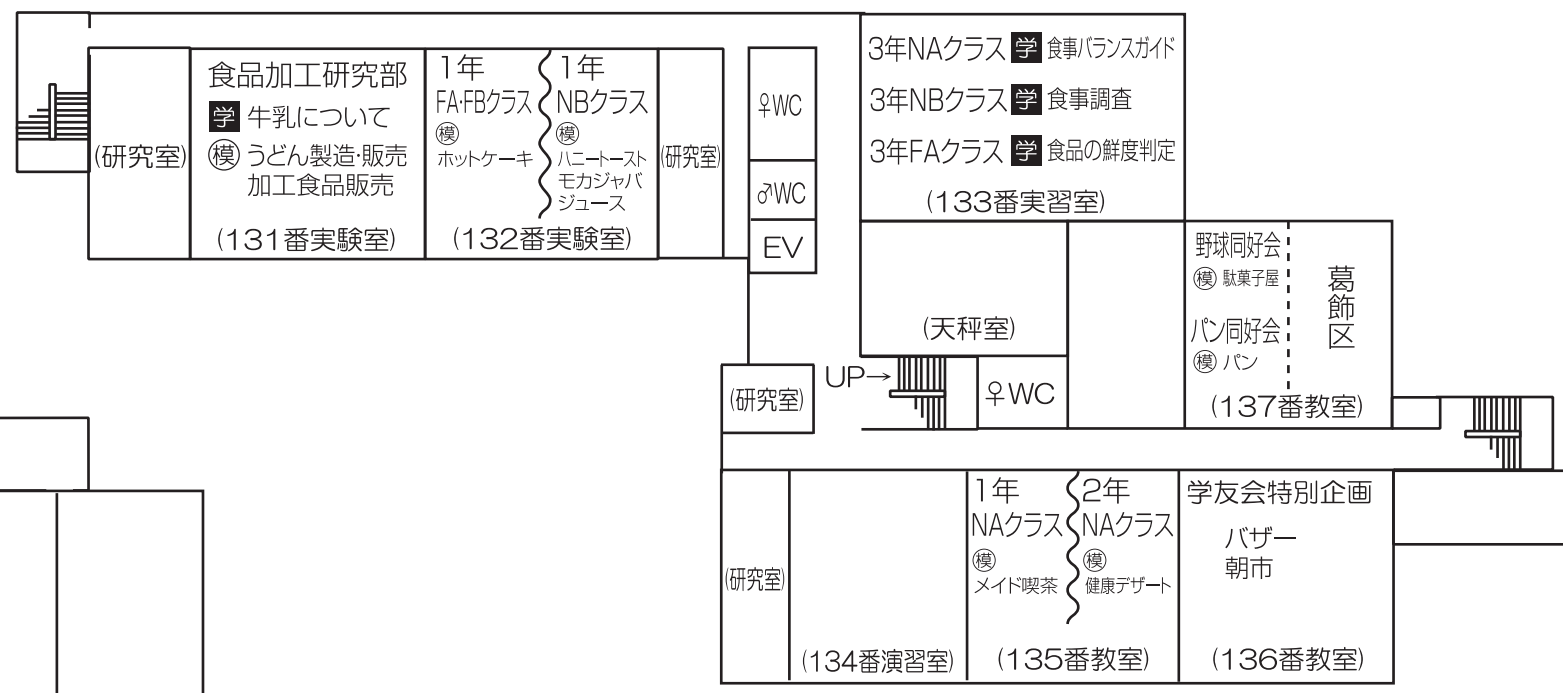 (研究室)
食品加工研究部
学 牛乳について
模 うどん製造・販売
加工食品販売
(131番実験室)
1年
FA・FBクラス
模
ホットケーキ
1年
NBクラス
模
ハニートースト
モカジャバ
ジュース
(132番実験室)
(研究室)
♀WC
♂WC
EV
3年NAクラス 学 食事バランスガイド
3年NBクラス 学 食事調査
3年FAクラス 学 食品の鮮度判定
(133番実習室)
(天秤室)
野球同好会
模 駄菓子屋
パン同好会
模 パン
葛飾区
(137番教室)
(研究室)
UP→
♀WC
(研究室)
(134番演習室)
1年
NAクラス
模
メイド喫茶
2年
NAクラス
模
健康デザート
(135番教室)
学友会特別企画
バザー
朝市
(136番教室)